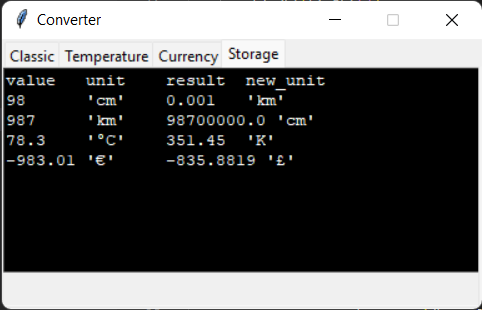 Converter
Classic Temperature Currency Storage
value unit result new_unit
98 'cm' 0.001 'km'
987 'km' 98700000.0 'cm'
78.3 '°C' 351.45 'K'
-983.01 '€' -835.8819 '£'